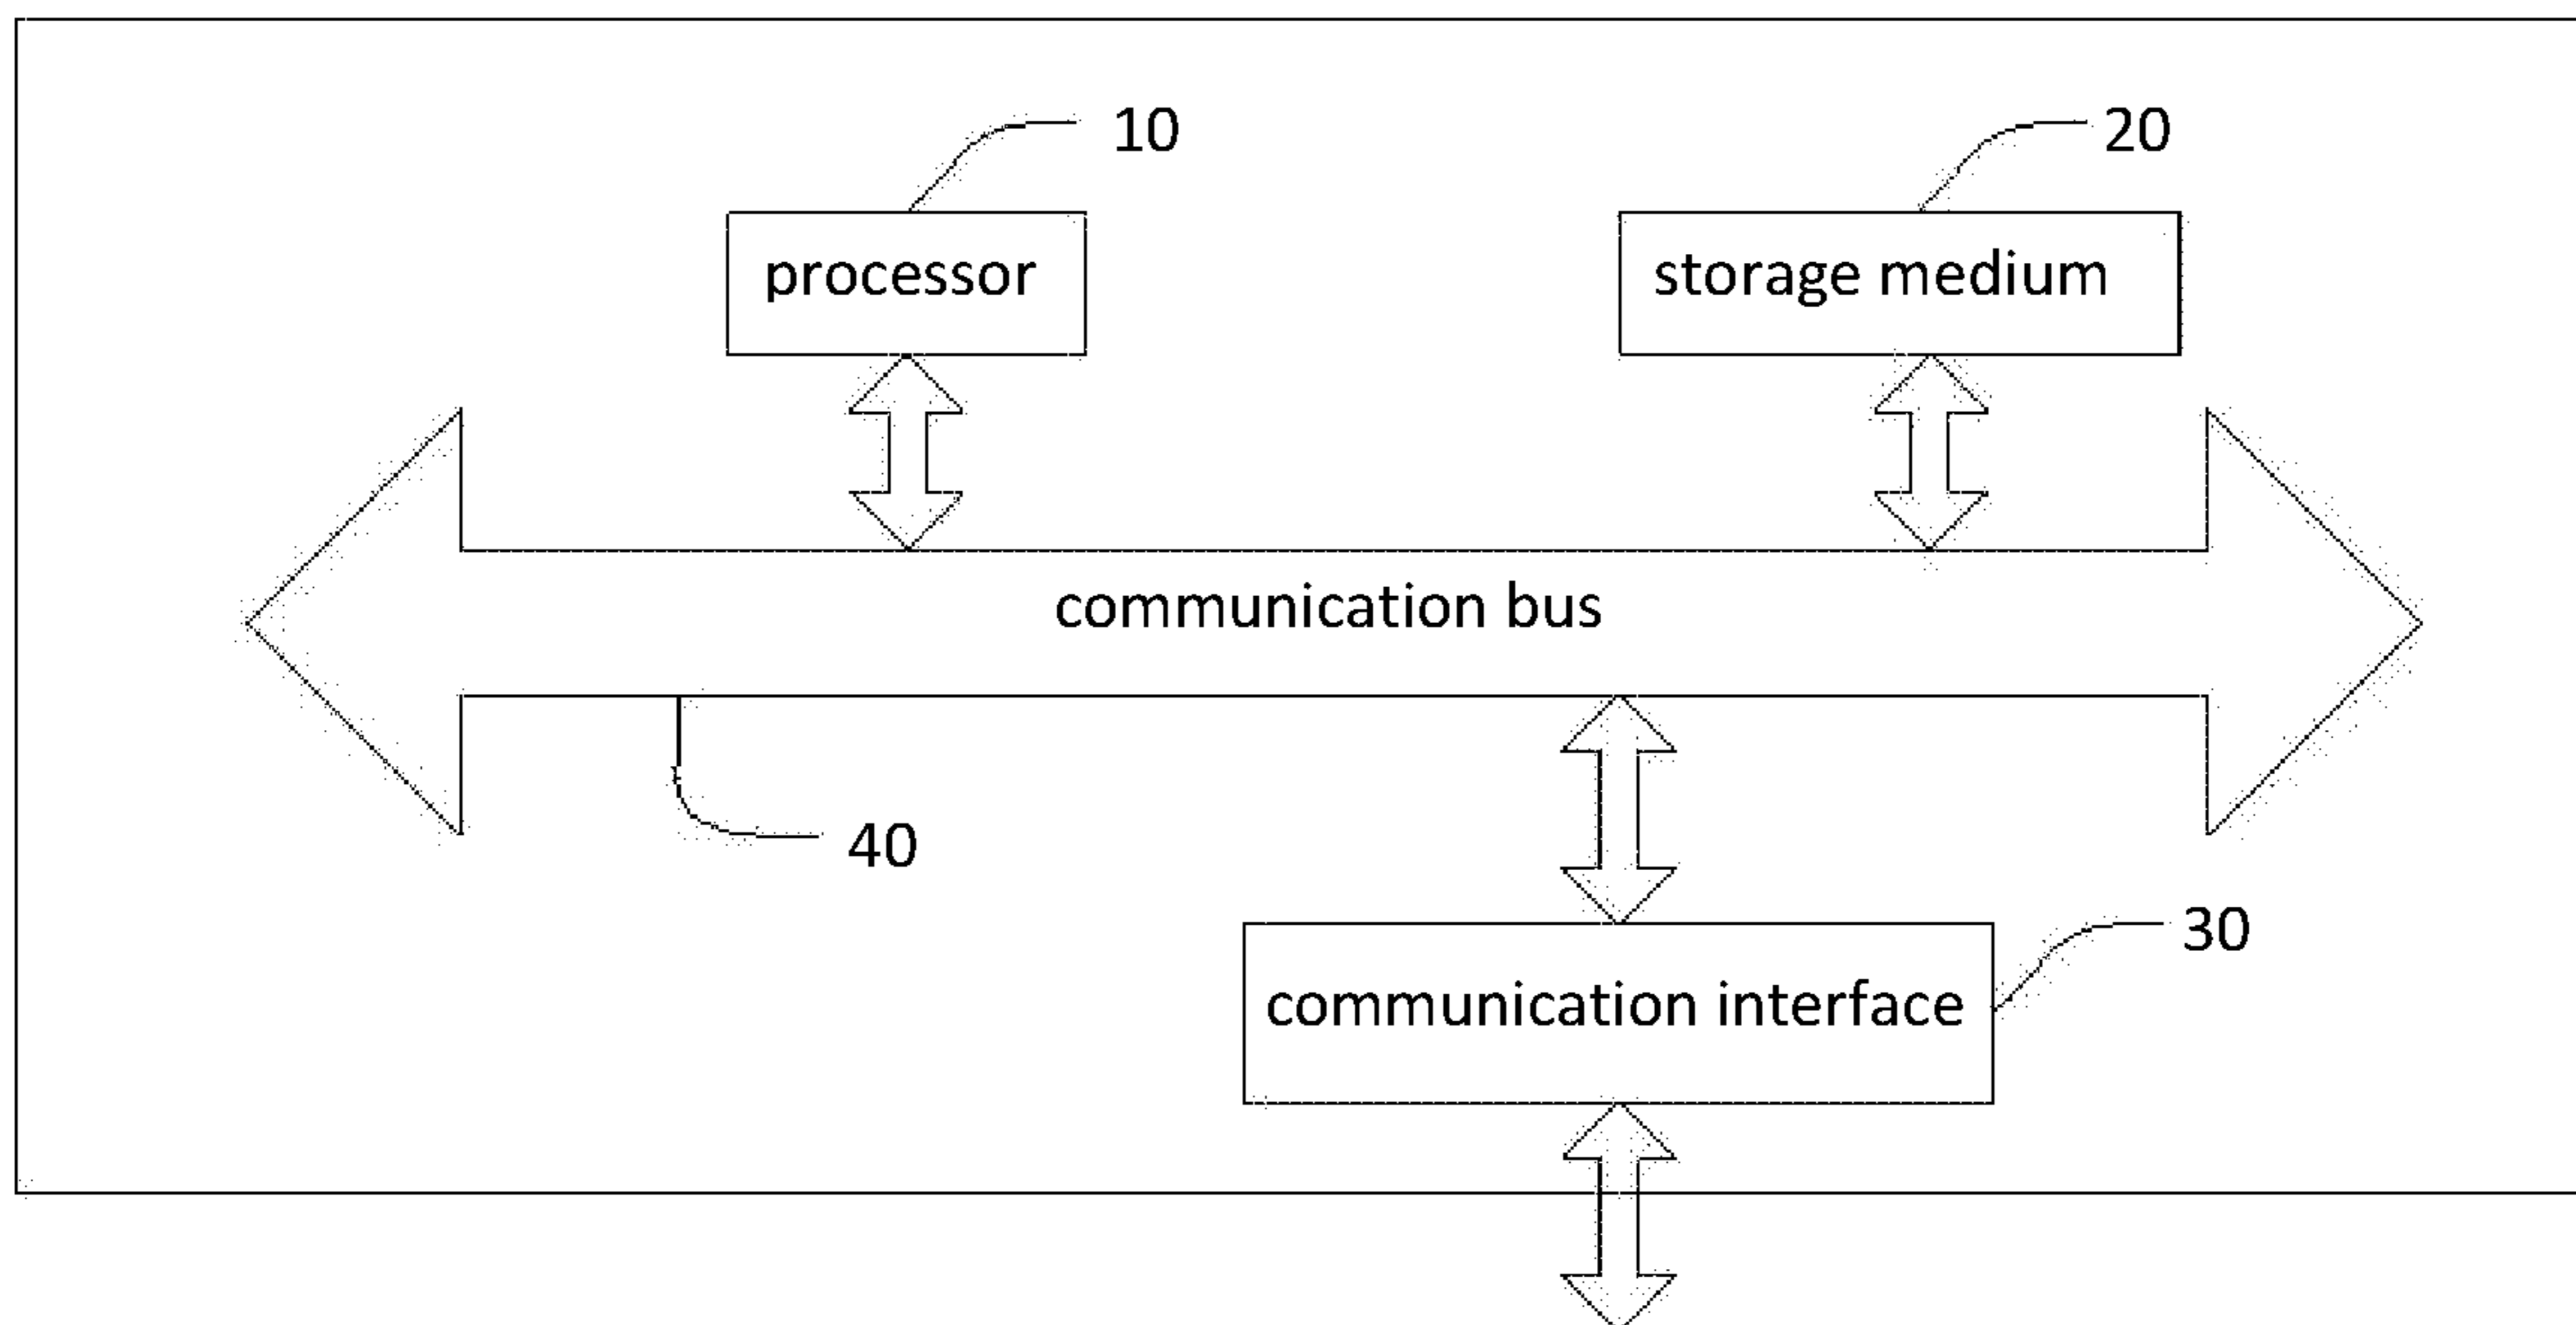 10
20
processor
storage medium
communication bus
40
30
communication interface